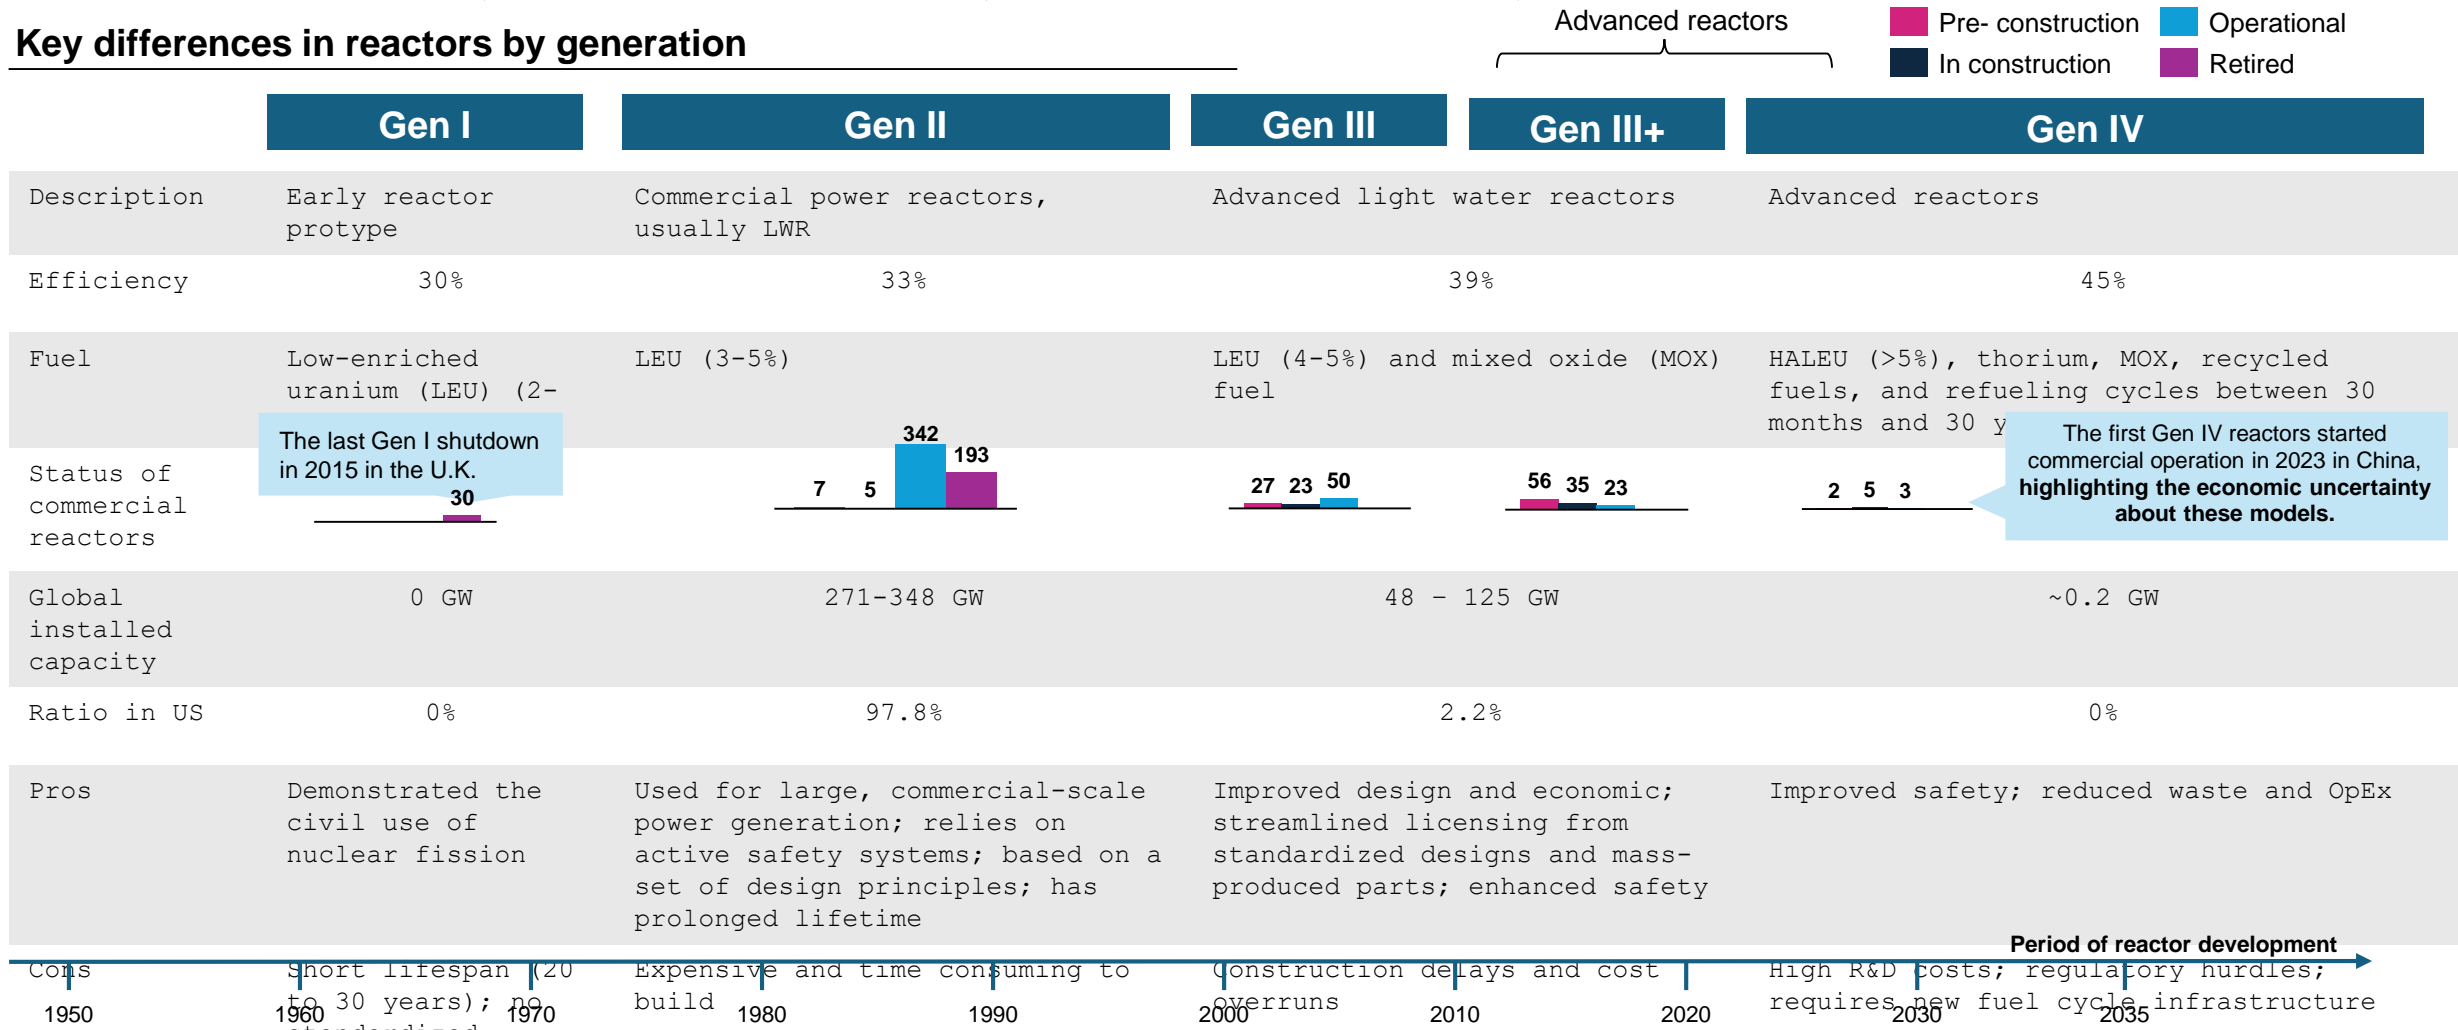 Key differences in reactors by generation
Advanced reactors
Pre- construction
Operational
In construction
Retired
Gen I
Gen II
Gen III
Gen III+
Gen IV
Description
Early reactor
protype
Commercial power reactors,
usually LWR
Advanced light water reactors
Advanced reactors
Efficiency
30%
33%
39%
45%
Fuel
Low-enriched
uranium (LEU) (2-
LEU (3-5%)
LEU (4-5%) and mixed oxide (MOX)
fuel
HALEU (>5%), thorium, MOX, recycled
fuels, and refueling cycles between 30
months and 30 y
Status of
commercial
reactors
The last Gen I shutdown
in 2015 in the U.K.
30
7
5
342
193
27
23
50
56
35
23
2
5
3
The first Gen IV reactors started
commercial operation in 2023 in China,
highlighting the economic uncertainty
about these models.
Global
installed
capacity
0 GW
271-348 GW
48 – 125 GW
~0.2 GW
Ratio in US
0%
97.8%
2.2%
0%
Pros
Demonstrated the
civil use of
nuclear fission
Used for large, commercial-scale
power generation; relies on
active safety systems; based on a
set of design principles; has
prolonged lifetime
Improved design and economic;
streamlined licensing from
standardized designs and mass-
produced parts; enhanced safety
Improved safety; reduced waste and OpEx
Period of reactor development
Cons
Short lifespan (20
to 30 years); no
standardized
Expensive and time consuming to
build
Construction delays and cost
overruns
High R&D costs; regulatory hurdles;
requires new fuel cycle infrastructure
1950
1960
1970
1980
1990
2000
2010
2020
2030
2035